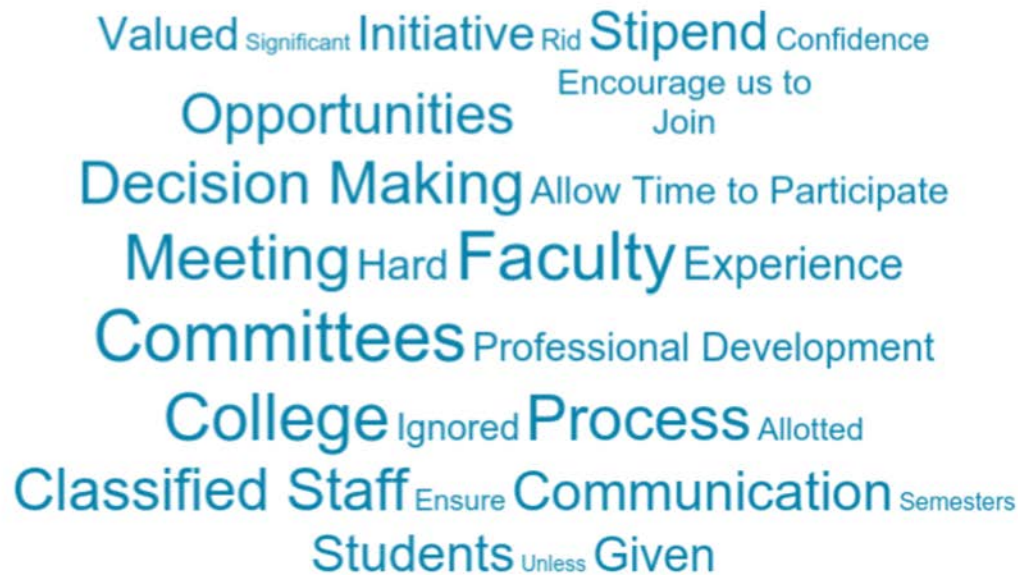 Valued Significant Initiative Rid Stipend Confidence
Opportunities
Encourage us to
Join
Decision Making Allow Time to Participate
Meeting Hard Faculty Experience
Committees Professional Development
College Ignored Process Allotted
Classified Staff Ensure Communication Semesters
Students Unless Given